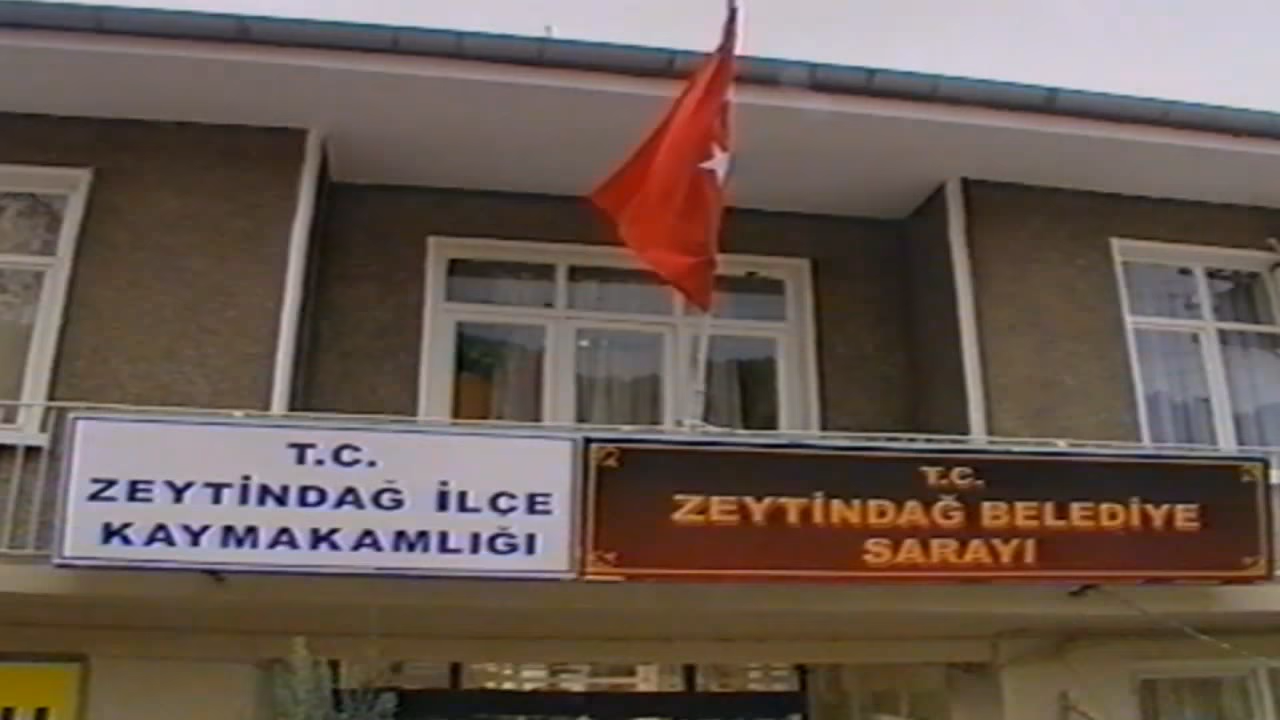 T.C.
ZEYTİNDAĞ İLÇE
KAYMAKAMLIĞI
T.C.
ZEYTİNDAĞ BELEDİYE
SARAYI